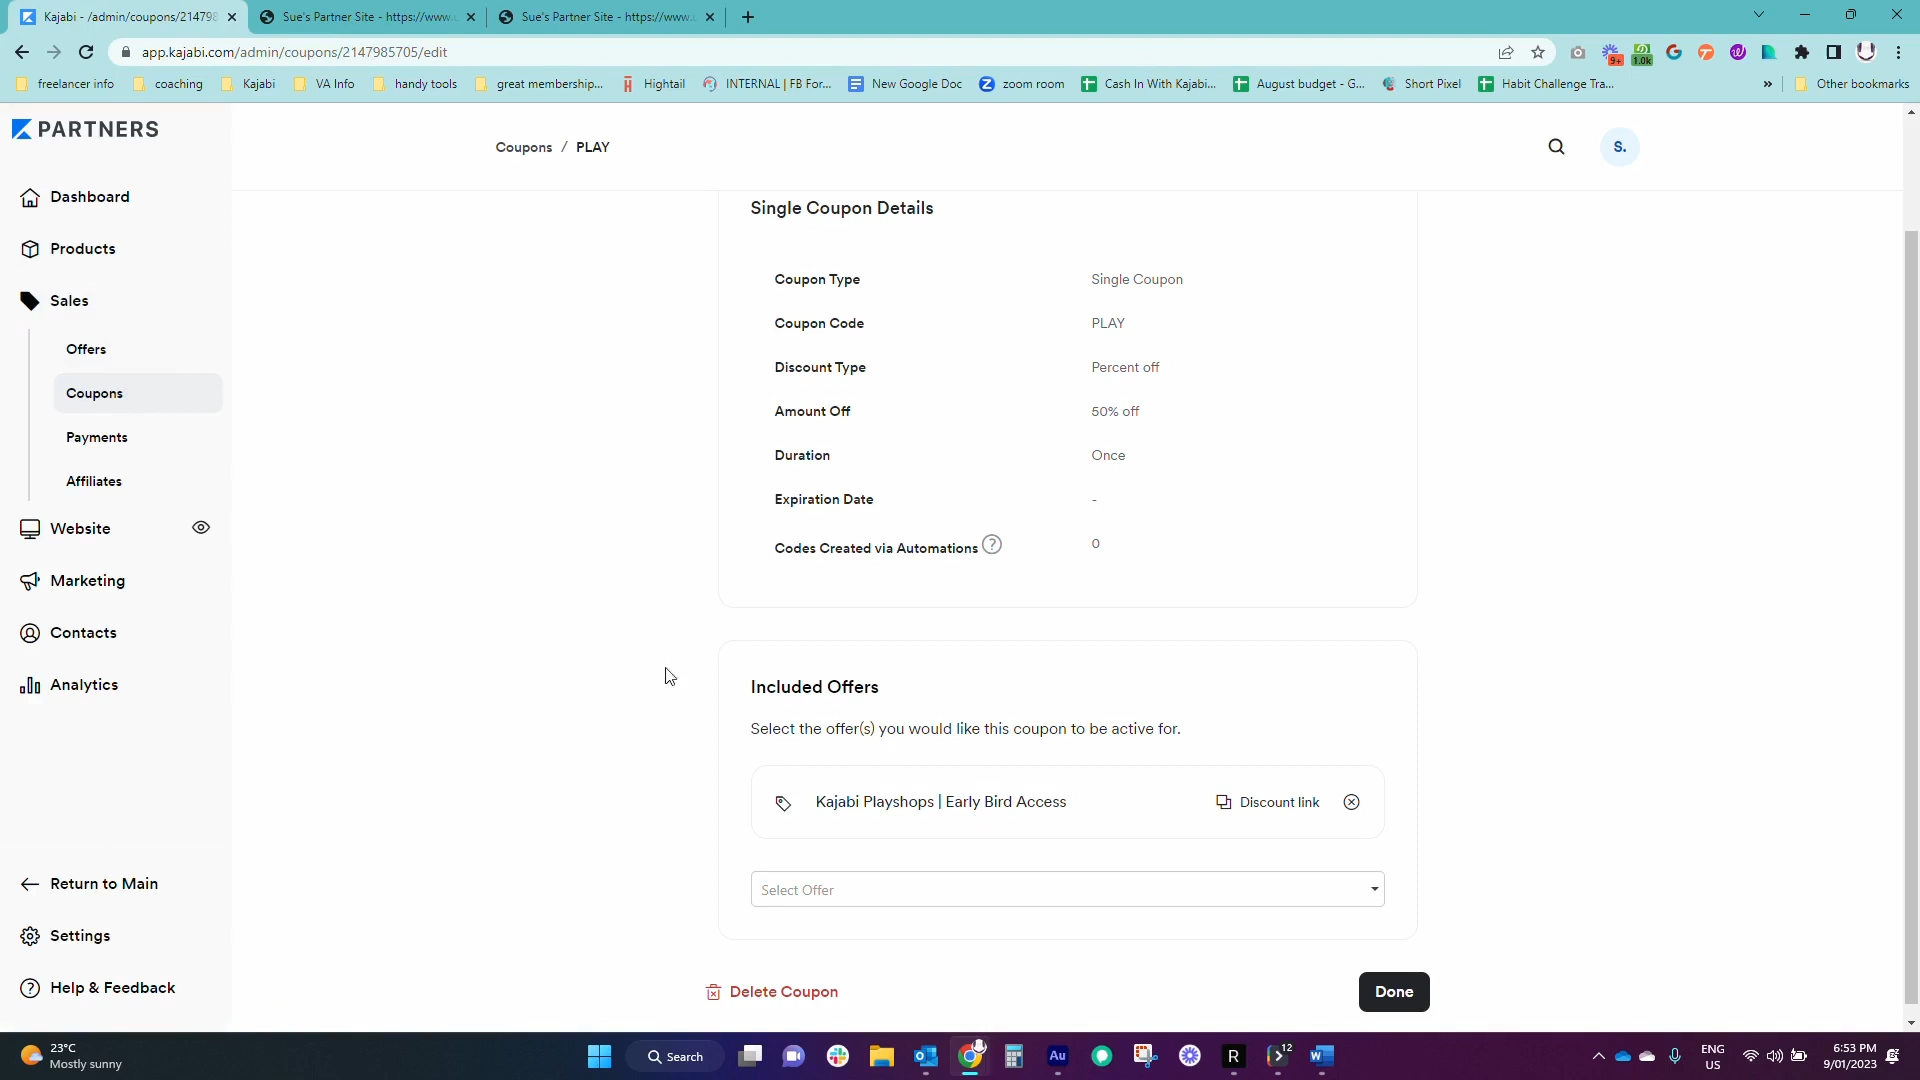 Kajabi - /admin/coupons/214798
Sue's Partner Site - https://www.
Sue's Partner Site - https://www.
app.kajabi.com/admin/coupons/2147985705/edit
9+
1.0k
freelancer info
coaching
Kajabi
VA Info
handy tools
great membership...
Hightail
INTERNAL | FB For...
New Google Doc
zoom room
Cash In With Kajabi...
August budget - G...
Short Pixel
Habit Challenge Tra...
»
Other bookmarks
PARTNERS
Coupons / PLAY
S.
Dashboard
Products
Sales
Offers
Coupons
Payments
Affiliates
Website
Marketing
Contacts
Analytics
Return to Main
Settings
Help & Feedback
Single Coupon Details
Coupon Type Single Coupon
Coupon Code PLAY
Discount Type Percent off
Amount Off 50% off
Duration Once
Expiration Date -
Codes Created via Automations ? 0
Included Offers
Select the offer(s) you would like this coupon to be active for.
Kajabi Playshops | Early Bird Access Discount link
Select Offer
Delete Coupon Done
23°C
Mostly sunny
Search
Au
R
12
ENG
US
6:53 PM
9/01/2023